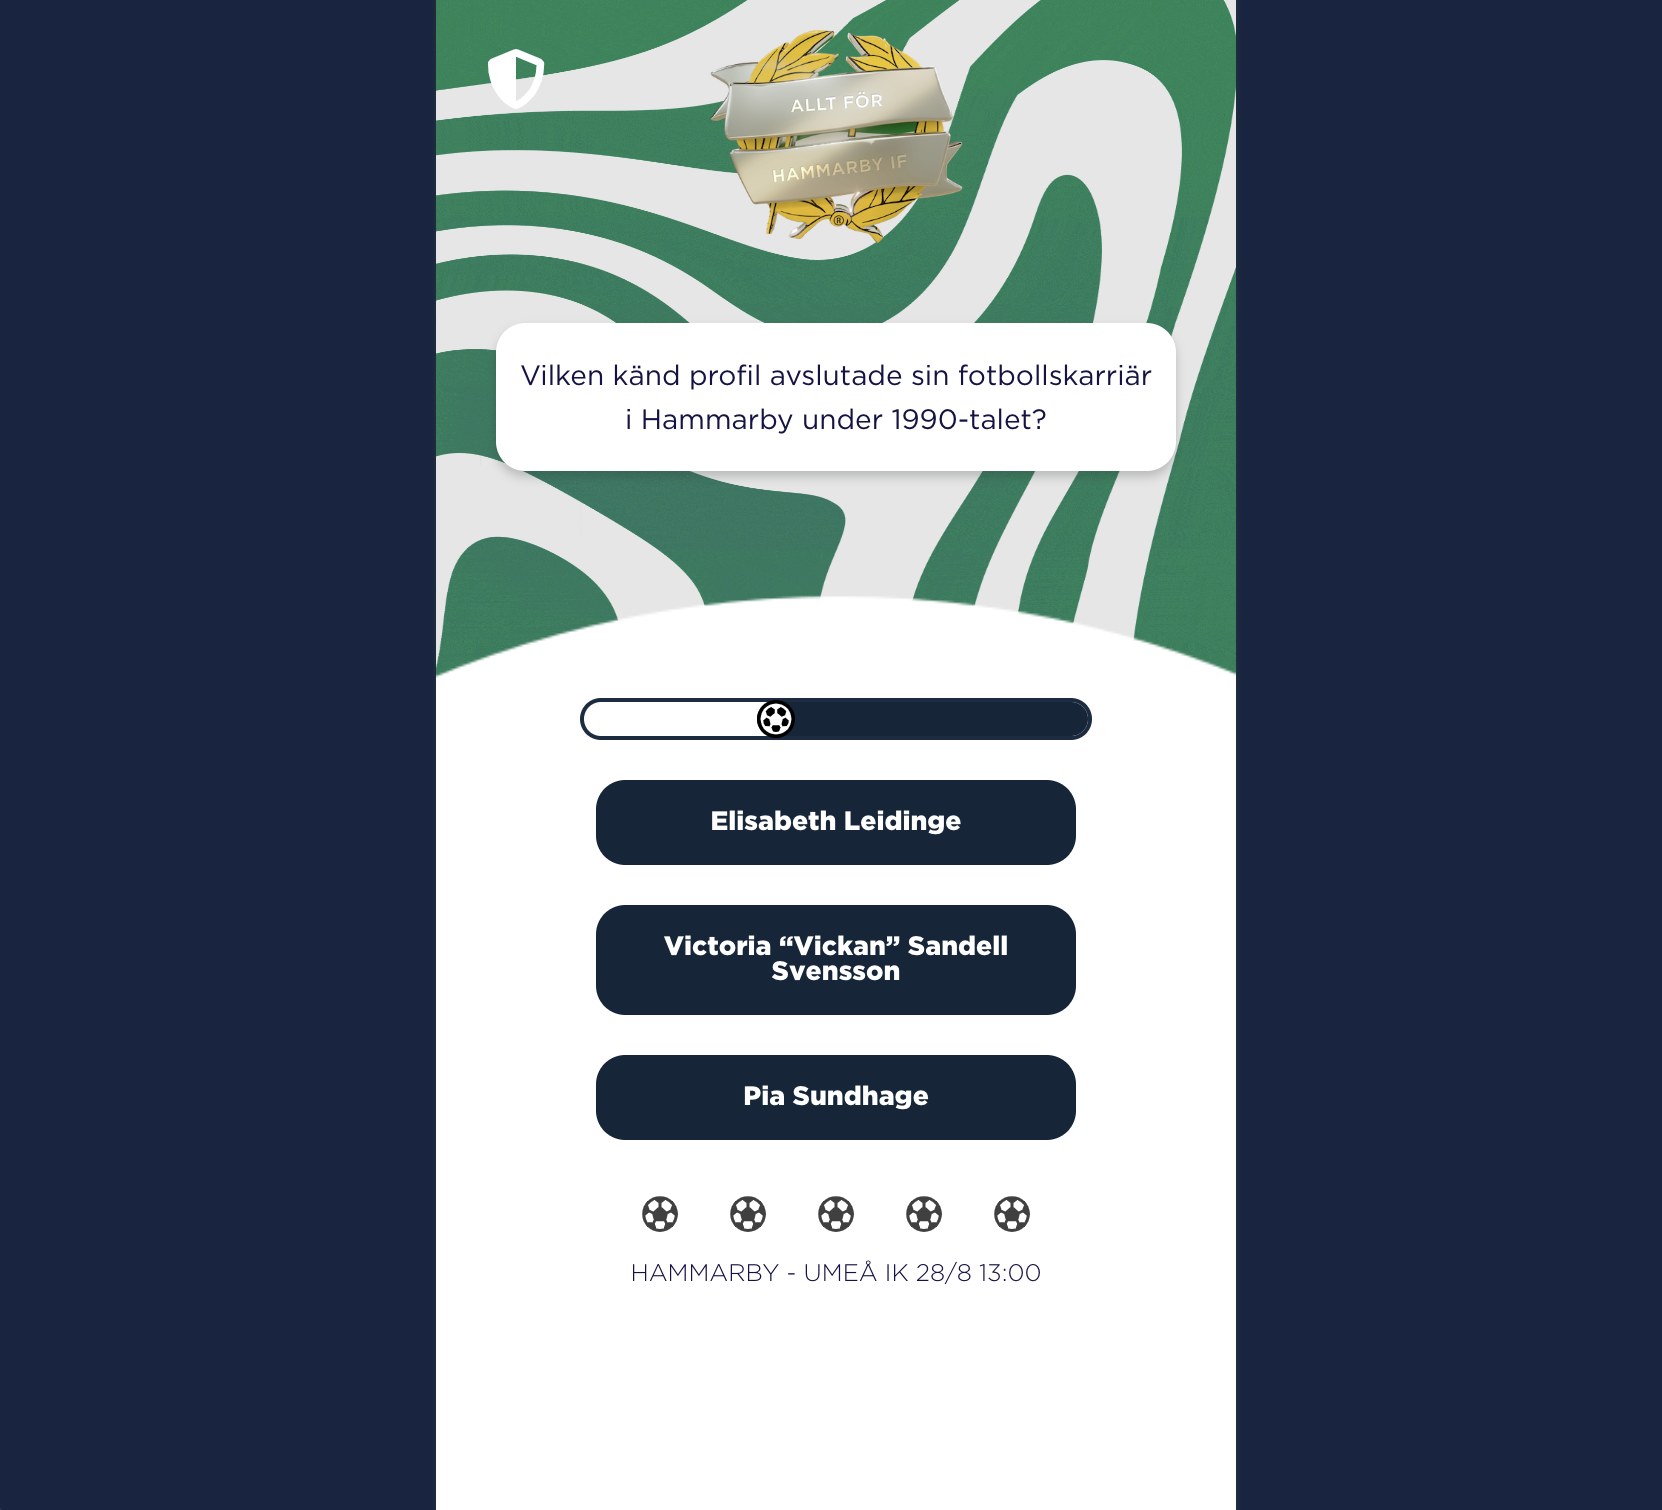 ALLT FÖR
HAMMARBY IF
®
Vilken känd profil avslutade sin fotbollskarriär
i Hammarby under 1990-talet?
Elisabeth Leidinge
Victoria “Vickan” Sandell
Svensson
Pia Sundhage
HAMMARBY - UMEÅ IK 28/8 13:00